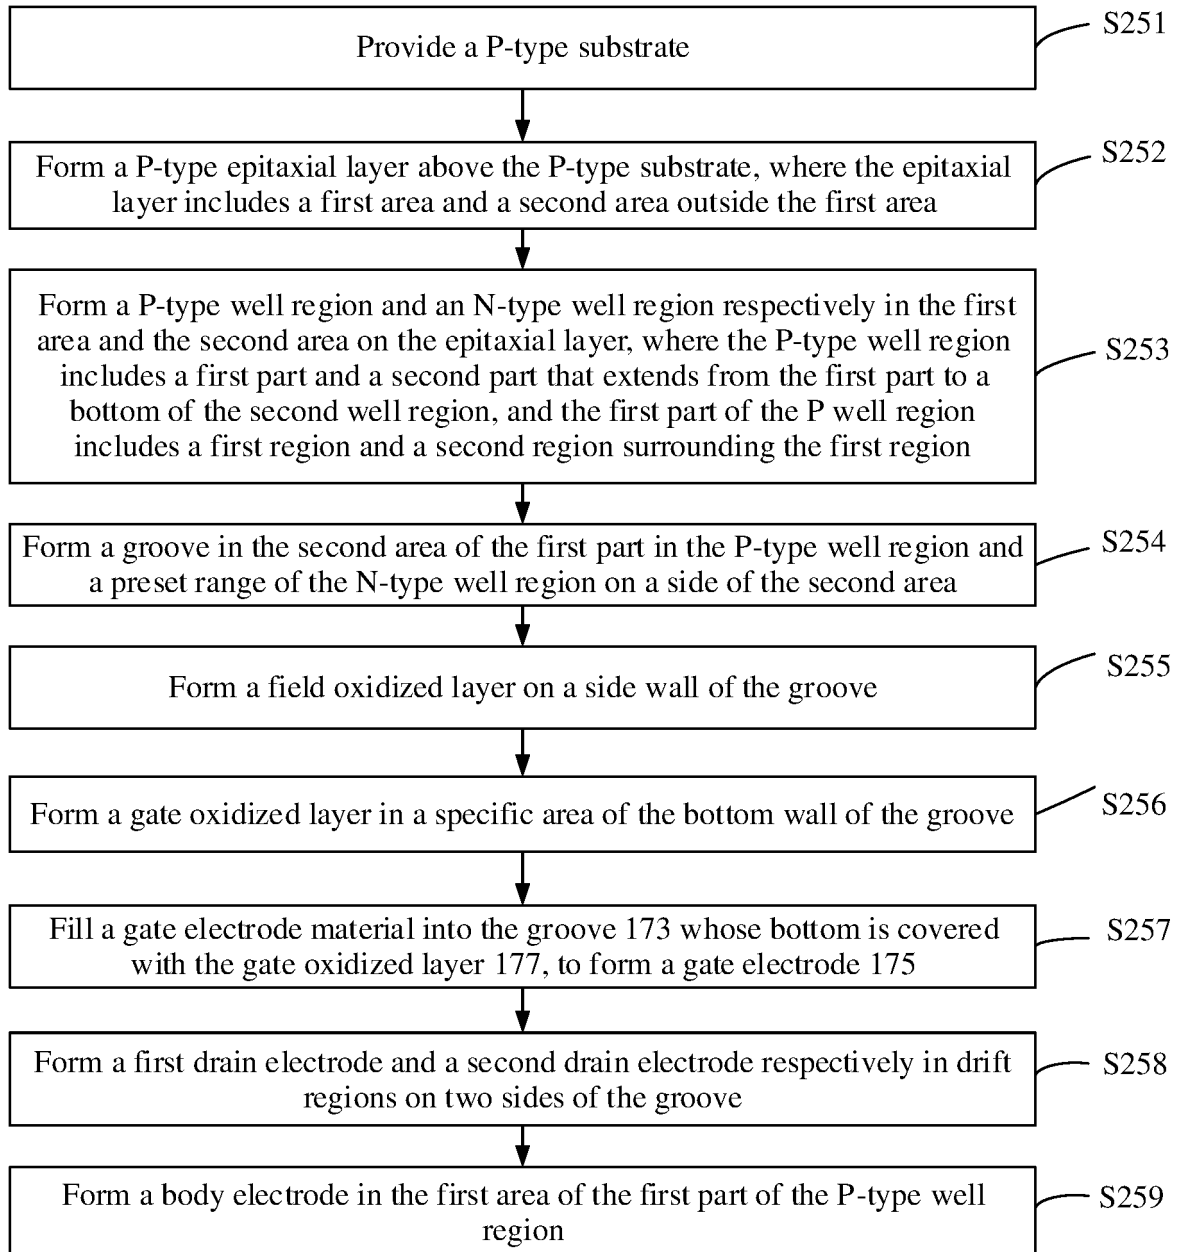 Provide a P-type substrate
S251
Form a P-type epitaxial layer above the P-type substrate, where the epitaxial
layer includes a first area and a second area outside the first area
S252
Form a P-type well region and an N-type well region respectively in the first
area and the second area on the epitaxial layer, where the P-type well region
includes a first part and a second part that extends from the first part to a
bottom of the second well region, and the first part of the P well region
includes a first region and a second region surrounding the first region
S253
Form a groove in the second area of the first part in the P-type well region and
a preset range of the N-type well region on a side of the second area
S254
Form a field oxidized layer on a side wall of the groove
S255
Form a gate oxidized layer in a specific area of the bottom wall of the groove
S256
Fill a gate electrode material into the groove 173 whose bottom is covered
with the gate oxidized layer 177, to form a gate electrode 175
S257
Form a first drain electrode and a second drain electrode respectively in drift
regions on two sides of the groove
S258
Form a body electrode in the first area of the first part of the P-type well
region
S259